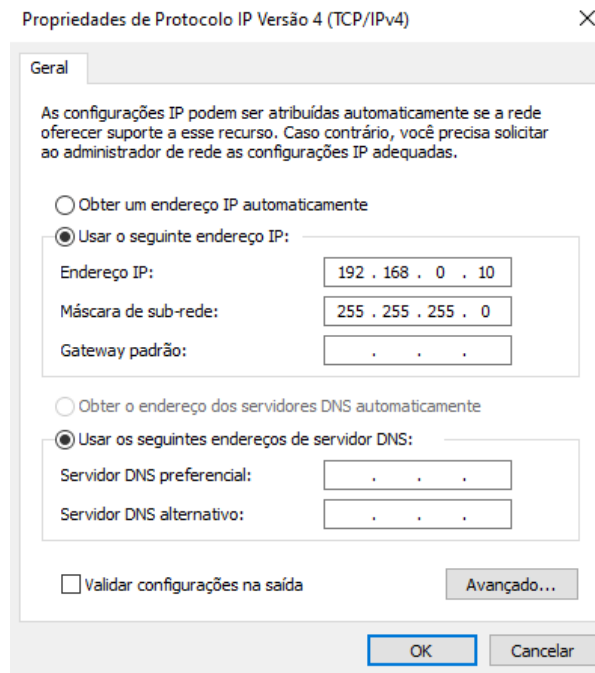 Propriedades de Protocolo IP Versão 4 (TCP/IPv4)
Geral
As configurações IP podem ser atribuídas automaticamente se a rede
oferecer suporte a esse recurso. Caso contrário, você precisa solicitar
ao administrador de rede as configurações IP adequadas.
Obter um endereço IP automaticamente
Usar o seguinte endereço IP:
Endereço IP: 192 . 168 . 0 . 10
Máscara de sub-rede: 255 . 255 . 255 . 0
Gateway padrão: . . .
Obter o endereço dos servidores DNS automaticamente
Usar os seguintes endereços de servidor DNS:
Servidor DNS preferencial: . . .
Servidor DNS alternativo: . . .
Validar configurações na saída Avançado...
OK Cancelar